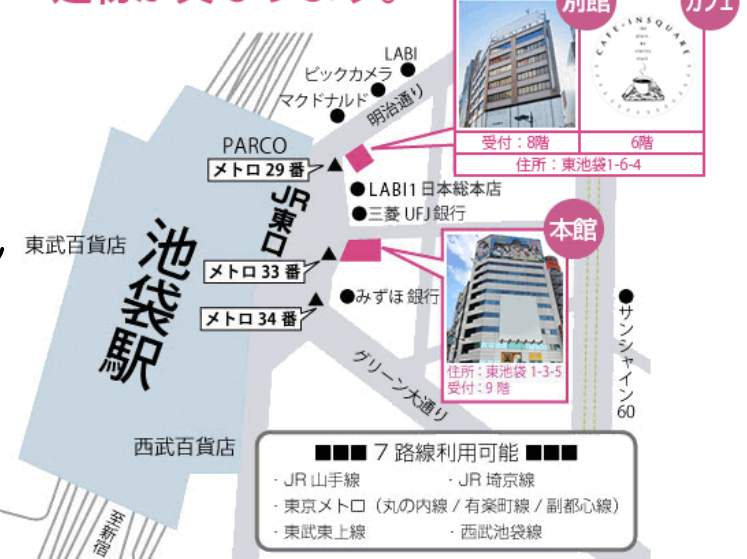 別館
カフェ
CAFE·INSQUARE
受付：8階
6階
住所：東池袋1-6-4
LABI
ビックカメラ
マクドナルド
明治通り
PARCO
メトロ 29 番
JR東口
LABI1 日本総本店
三菱 UFJ 銀行
本館
東武百貨店
池袋駅
メトロ 33 番
みずほ銀行
メトロ 34 番
サンシャイン60
住所：東池袋 1-3-5
受付：9 階
グリーン大通り
西武百貨店
■■■ 7 路線利用可能 ■■■
· JR 山手線
· JR 埼京線
· 東京メトロ（丸の内線 / 有楽町線 / 副都心線）
· 東武東上線
· 西武池袋線
至新宿